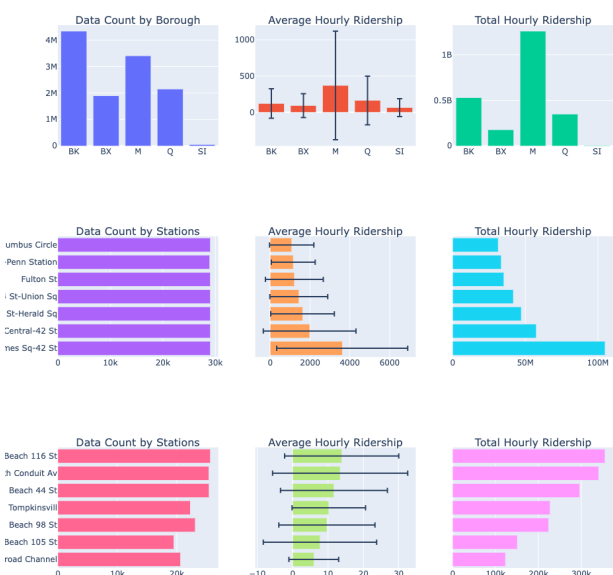 Data Count by Borough
Average Hourly Ridership
Total Hourly Ridership
4M
3M
2M
1M
0
BK BX M Q SI
1000
500
0
BK BX M Q SI
1B
0.5B
0
BK BX M Q SI
Data Count by Stations
Average Hourly Ridership
Total Hourly Ridership
umbus Circle
-Penn Station
Fulton St
St-Union Sq
St-Herald Sq
Central-42 St
nes Sq-42 St
0 10k 20k 30k
0 2000 4000 6000
0 50M 100M
Data Count by Stations
Average Hourly Ridership
Total Hourly Ridership
Beach 116 St
h Conduit Av
Beach 44 St
Tompkinsvill
Beach 98 St
Beach 105 St
road Channel
0 10k 20k
−10 0 10 20 30
0 100k 200k 300k